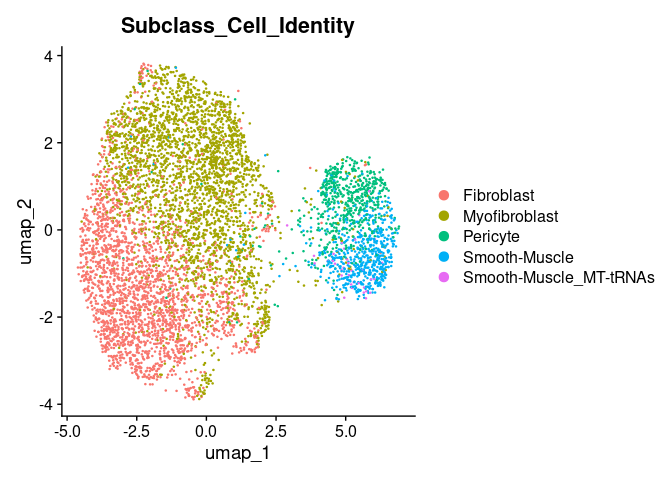 Subclass_Cell_Identity
4
2
0
-2
-4
umap_2
-5.0 -2.5 0.0 2.5 5.0
umap_1
Fibroblast
Myofibroblast
Pericyte
Smooth-Muscle
Smooth-Muscle_MT-tRNAs